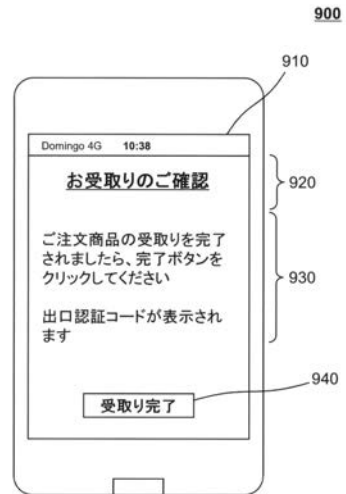 900
910
Domingo 4G 10:38
お受取りのご確認
920
ご注文商品の受取りを完了
されましたら、完了ボタンを
クリックしてください
930
出口認証コードが表示され
ます
940
受取り完了